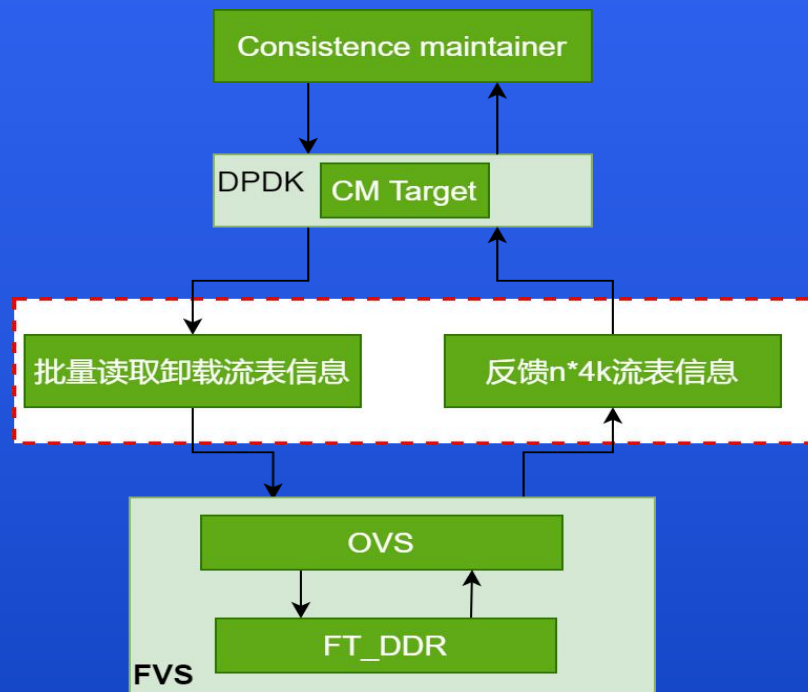 Consistence maintainer
DPDK
CM Target
批量读取卸载流表信息
反馈n*4k流表信息
OVS
FT_DDR
FVS